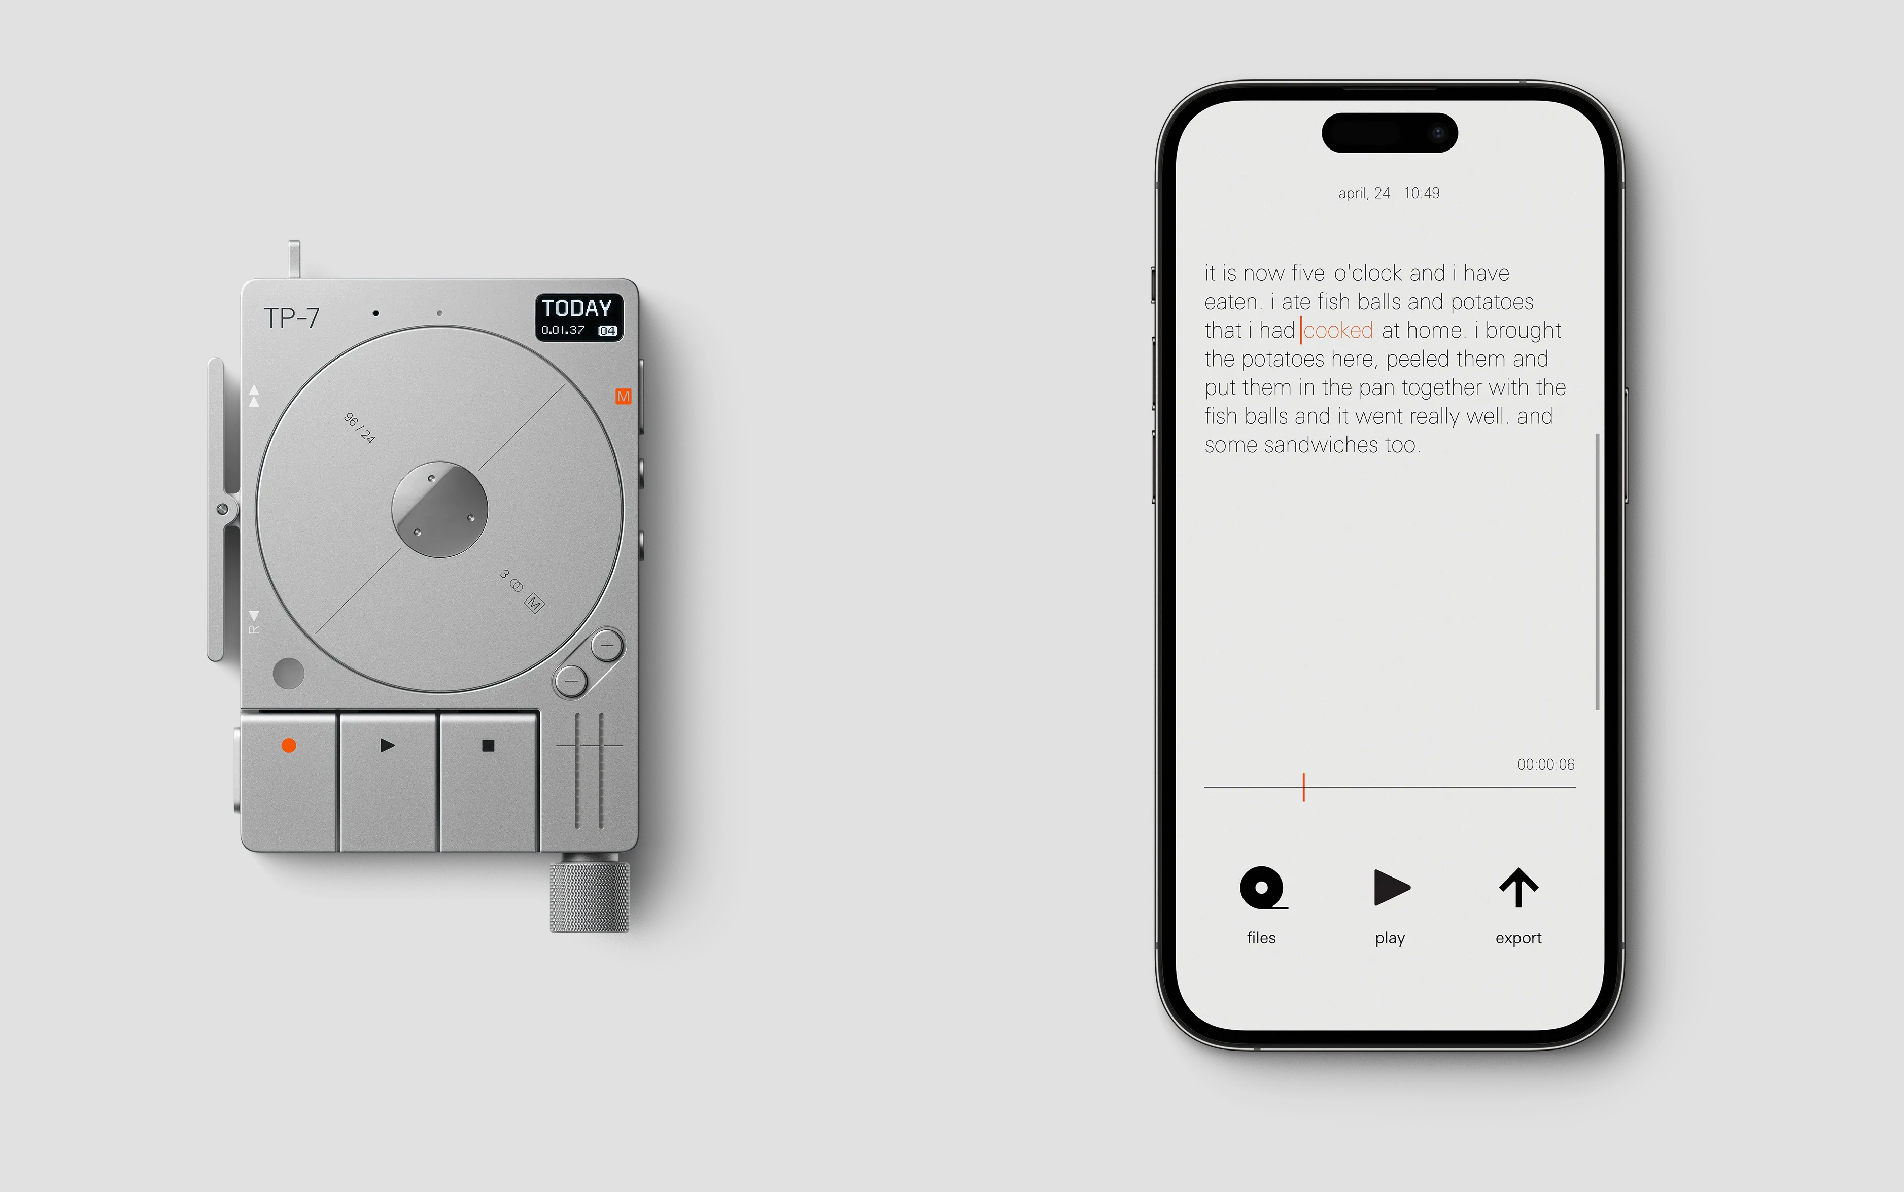 TP-7
TODAY
0.01.37 04
M
96 / 24
3 M
R
april, 24 10:49
it is now five o'clock and i have
eaten. i ate fish balls and potatoes
that i had cooked at home. i brought
the potatoes here, peeled them and
put them in the pan together with the
fish balls and it went really well. and
some sandwiches too.
00:00:06
files
play
export